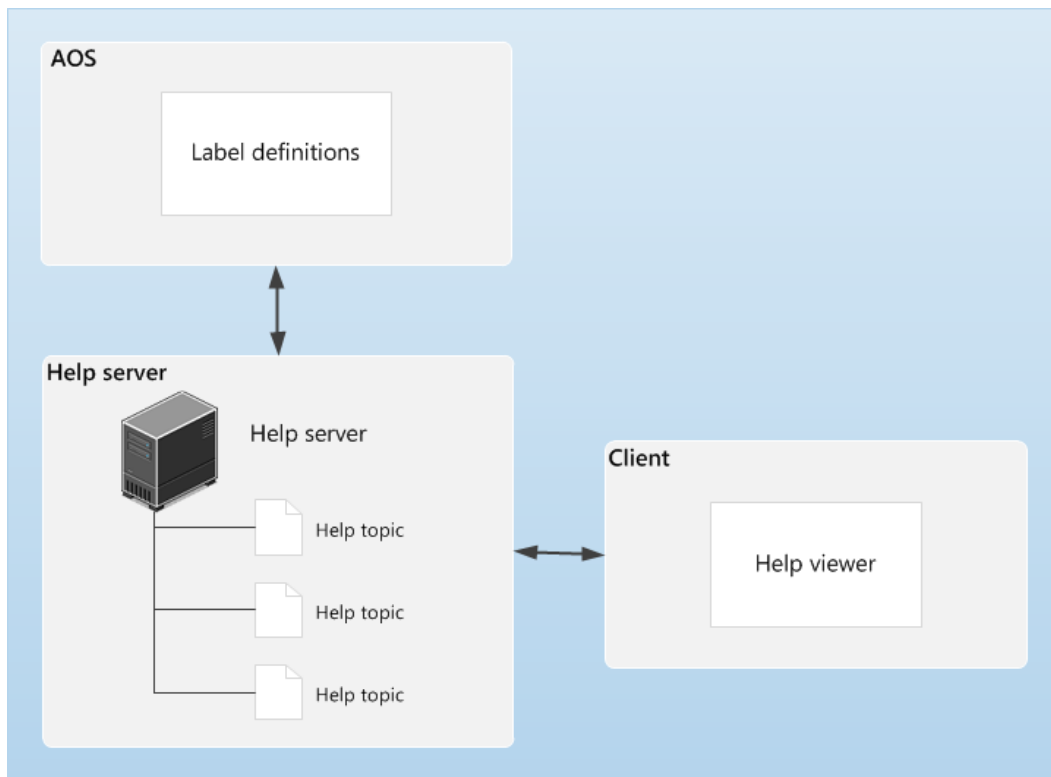 AOS
Label definitions
Help server
Help server
Help topic
Help topic
Help topic
Client
Help viewer